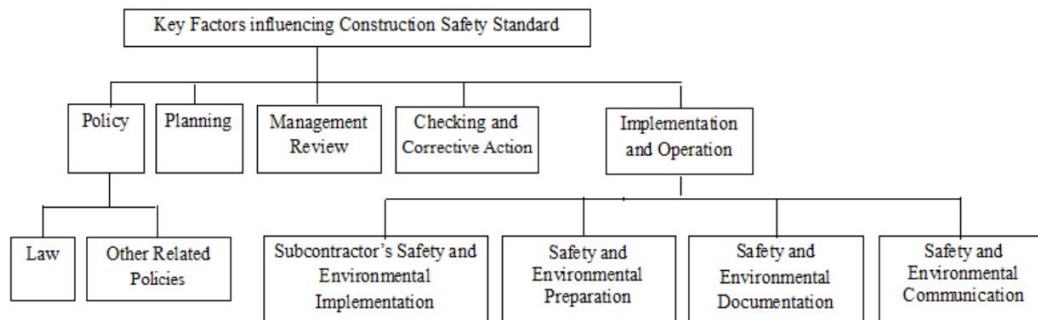 Key Factors influencing Construction Safety Standard
Policy
Planning
Management
Review
Checking and
Corrective Action
Implementation
and Operation
Law
Other Related
Policies
Subcontractor's Safety and
Environmental
Implementation
Safety and
Environmental
Preparation
Safety and
Environmental
Documentation
Safety and
Environmental
Communication